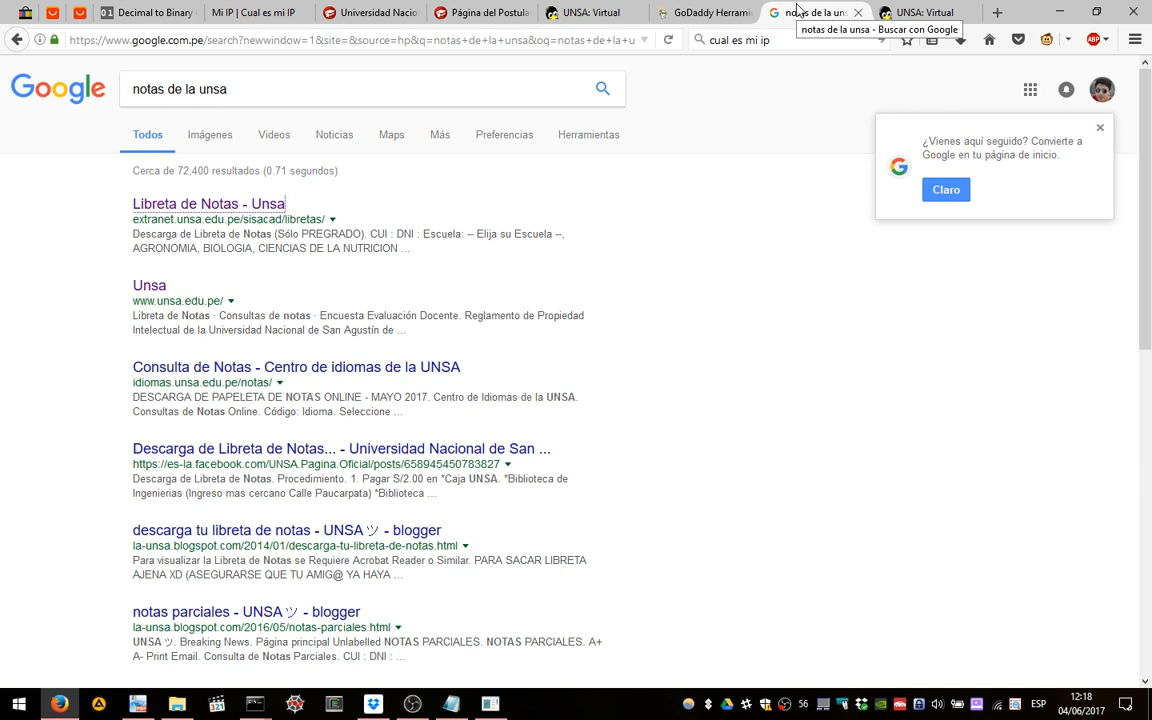 Decimal to Binary
Mi IP | Cual es mi IP
Universidad Nacio
Página del Postula
UNSA: Virtual
GoDaddy Herrami
notas de la uns
UNSA: Virtual
https://www.google.com.pe/search?newwindow=1&site=&source=hp&q=notas+de+la+unsa&oq=notas+de+la+u
cual es mi ip
notas de la unsa - Buscar con Google
ABP
Google
notas de la unsa
Todos
Imágenes
Videos
Noticias
Maps
Más
Preferencias
Herramientas
¿Vienes aquí seguido? Convierte a
Google en tu página de inicio.
Claro
Cerca de 72,400 resultados (0.71 segundos)
Libreta de Notas - Unsa
extranet.unsa.edu.pe/sisacad/libretas/
Descarga de Libreta de Notas (Sólo PREGRADO). CUI : DNI : Escuela: -- Elija su Escuela --,
AGRONOMIA, BIOLOGIA, CIENCIAS DE LA NUTRICION ...
Unsa
www.unsa.edu.pe/
Libreta de Notas · Consultas de notas · Encuesta Evaluación Docente. Reglamento de Propiedad
Intelectual de la Universidad Nacional de San Agustín de ...
Consulta de Notas - Centro de idiomas de la UNSA
idiomas.unsa.edu.pe/notas/
DESCARGA DE PAPELETA DE NOTAS ONLINE - MAYO 2017. Centro de Idiomas de la UNSA.
Consultas de Notas Online. Código: Idioma. Seleccione ...
Descarga de Libreta de Notas... - Universidad Nacional de San ...
https://es-la.facebook.com/UNSA.Pagina.Oficial/posts/658945450783827
Descarga de Libreta de Notas. Procedimiento. 1. Pagar S/2.00 en *Caja UNSA. *Biblioteca de
Ingenierias (Ingreso mas cercano Calle Paucarpata) *Biblioteca ...
descarga tu libreta de notas - UNSA ツ - blogger
la-unsa.blogspot.com/2014/01/descarga-tu-libreta-de-notas.html
Para visualizar la Libreta de Notas se Requiere Acrobat Reader o Similar. PARA SACAR LIBRETA
AJENA XD (ASEGURARSE QUE TU AMIG@ YA HAYA ...
notas parciales - UNSA ツ - blogger
la-unsa.blogspot.com/2016/05/notas-parciales.html
UNSA ツ. Breaking News. Página principal Unlabelled NOTAS PARCIALES. NOTAS PARCIALES. A+
A- Print Email. Consulta de Notas Parciales. CUI : DNI : ...
56
ESP
12:18
04/06/2017